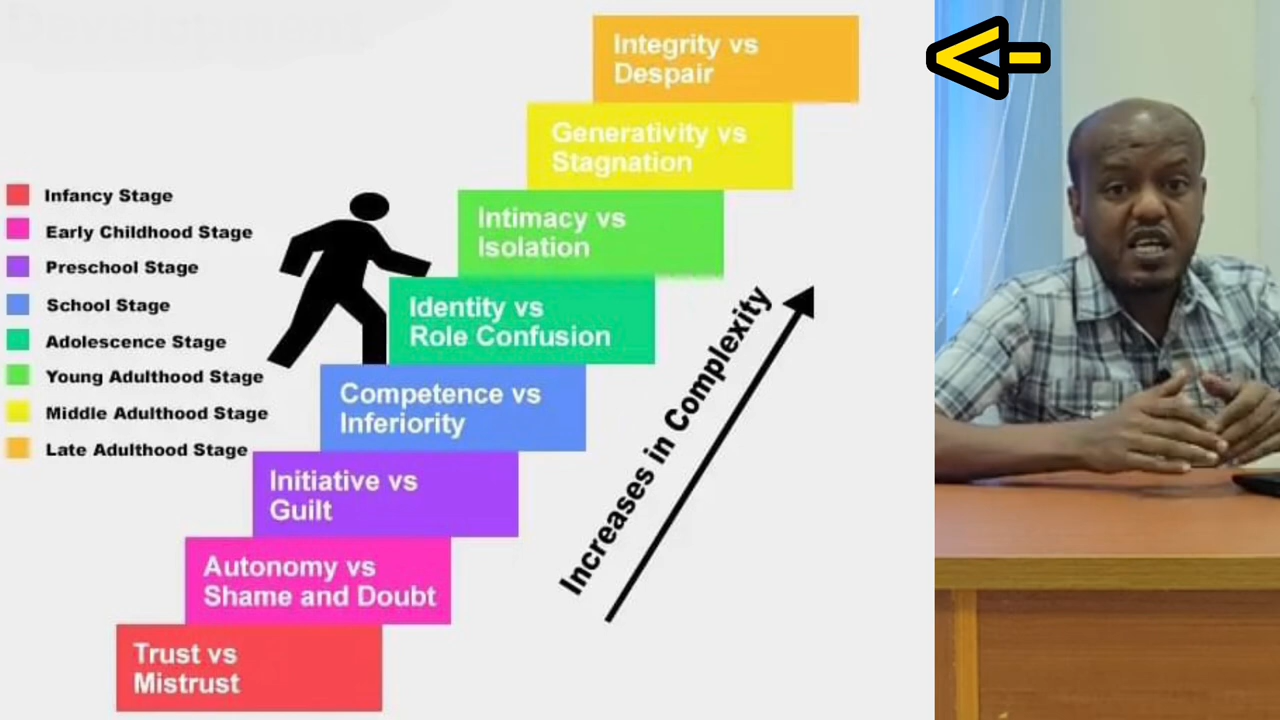 Development
Integrity vs
Despair
Generativity vs
Stagnation
Intimacy vs
Isolation
Identity vs
Role Confusion
Competence vs
Inferiority
Initiative vs
Guilt
Autonomy vs
Shame and Doubt
Trust vs
Mistrust
Infancy Stage
Early Childhood Stage
Preschool Stage
School Stage
Adolescence Stage
Young Adulthood Stage
Middle Adulthood Stage
Late Adulthood Stage
Increases in Complexity